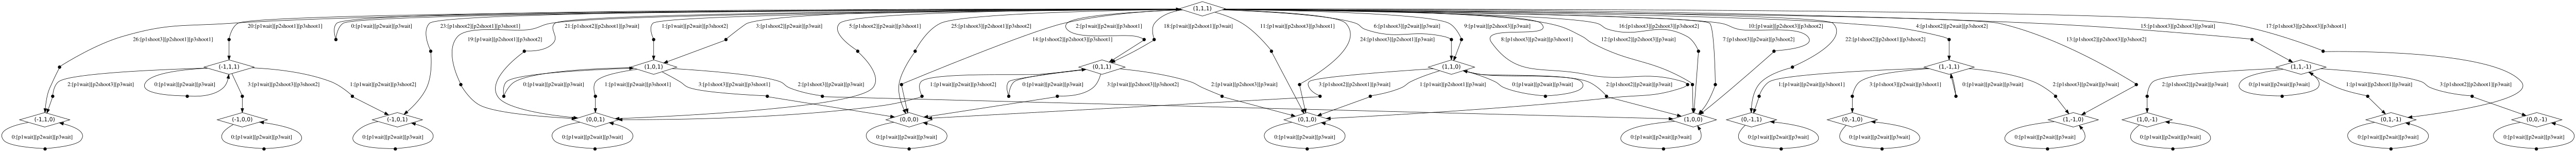 (1,1,1)
20:[p1shoot1][p2shoot1][p3shoot1]
0:[p1wait][p2wait][p3wait]
23:[p1shoot2][p2shoot1][p3shoot1]
21:[p1shoot2][p2shoot1][p3wait]
1:[p1wait][p2wait][p3shoot2]
3:[p1shoot2][p2wait][p3wait]
5:[p1shoot2][p2wait][p3shoot1]
25:[p1shoot3][p2shoot1][p3shoot2]
2:[p1wait][p2wait][p3shoot1]
18:[p1wait][p2shoot1][p3wait]
11:[p1wait][p2shoot3][p3shoot1]
6:[p1shoot3][p2wait][p3wait]
9:[p1wait][p2shoot3][p3wait]
16:[p1shoot2][p2shoot3][p3shoot2]
10:[p1wait][p2shoot3][p3shoot2]
4:[p1shoot2][p2wait][p3shoot2]
15:[p1shoot3][p2shoot3][p3wait]
17:[p1shoot3][p2shoot3][p3shoot1]
26:[p1shoot3][p2shoot1][p3shoot1]
19:[p1wait][p2shoot1][p3shoot2]
14:[p1shoot2][p2shoot3][p3shoot1]
24:[p1shoot3][p2shoot1][p3wait]
8:[p1shoot3][p2wait][p3shoot1]
12:[p1shoot2][p2shoot3][p3wait]
7:[p1shoot3][p2wait][p3shoot2]
22:[p1shoot2][p2shoot1][p3shoot2]
13:[p1shoot2][p2shoot3][p3shoot2]
(-1,1,1)
(1,0,1)
(0,1,1)
(1,1,0)
(1,-1,1)
(1,1,-1)
2:[p1wait][p2shoot3][p3wait]
0:[p1wait][p2wait][p3wait]
3:[p1wait][p2shoot3][p3shoot2]
1:[p1wait][p2wait][p3shoot2]
0:[p1wait][p2wait][p3wait]
1:[p1wait][p2wait][p3shoot1]
3:[p1shoot3][p2wait][p3shoot1]
2:[p1shoot3][p2wait][p3wait]
1:[p1wait][p2wait][p3shoot2]
0:[p1wait][p2wait][p3wait]
3:[p1wait][p2shoot3][p3shoot2]
2:[p1wait][p2shoot3][p3wait]
3:[p1shoot2][p2shoot1][p3wait]
1:[p1wait][p2shoot1][p3wait]
0:[p1wait][p2wait][p3wait]
2:[p1shoot2][p2wait][p3wait]
1:[p1wait][p2wait][p3shoot1]
3:[p1shoot3][p2wait][p3shoot1]
0:[p1wait][p2wait][p3wait]
2:[p1shoot3][p2wait][p3wait]
2:[p1shoot2][p2wait][p3wait]
0:[p1wait][p2wait][p3wait]
1:[p1wait][p2shoot1][p3wait]
3:[p1shoot2][p2shoot1][p3wait]
(-1,1,0)
(-1,0,0)
(-1,0,1)
(0,0,1)
(0,0,0)
(0,1,0)
(1,0,0)
(0,-1,1)
(0,-1,0)
(1,-1,0)
(1,0,-1)
(0,1,-1)
(0,0,-1)
0:[p1wait][p2wait][p3wait]
0:[p1wait][p2wait][p3wait]
0:[p1wait][p2wait][p3wait]
0:[p1wait][p2wait][p3wait]
0:[p1wait][p2wait][p3wait]
0:[p1wait][p2wait][p3wait]
0:[p1wait][p2wait][p3wait]
0:[p1wait][p2wait][p3wait]
0:[p1wait][p2wait][p3wait]
0:[p1wait][p2wait][p3wait]
0:[p1wait][p2wait][p3wait]
0:[p1wait][p2wait][p3wait]
0:[p1wait][p2wait][p3wait]